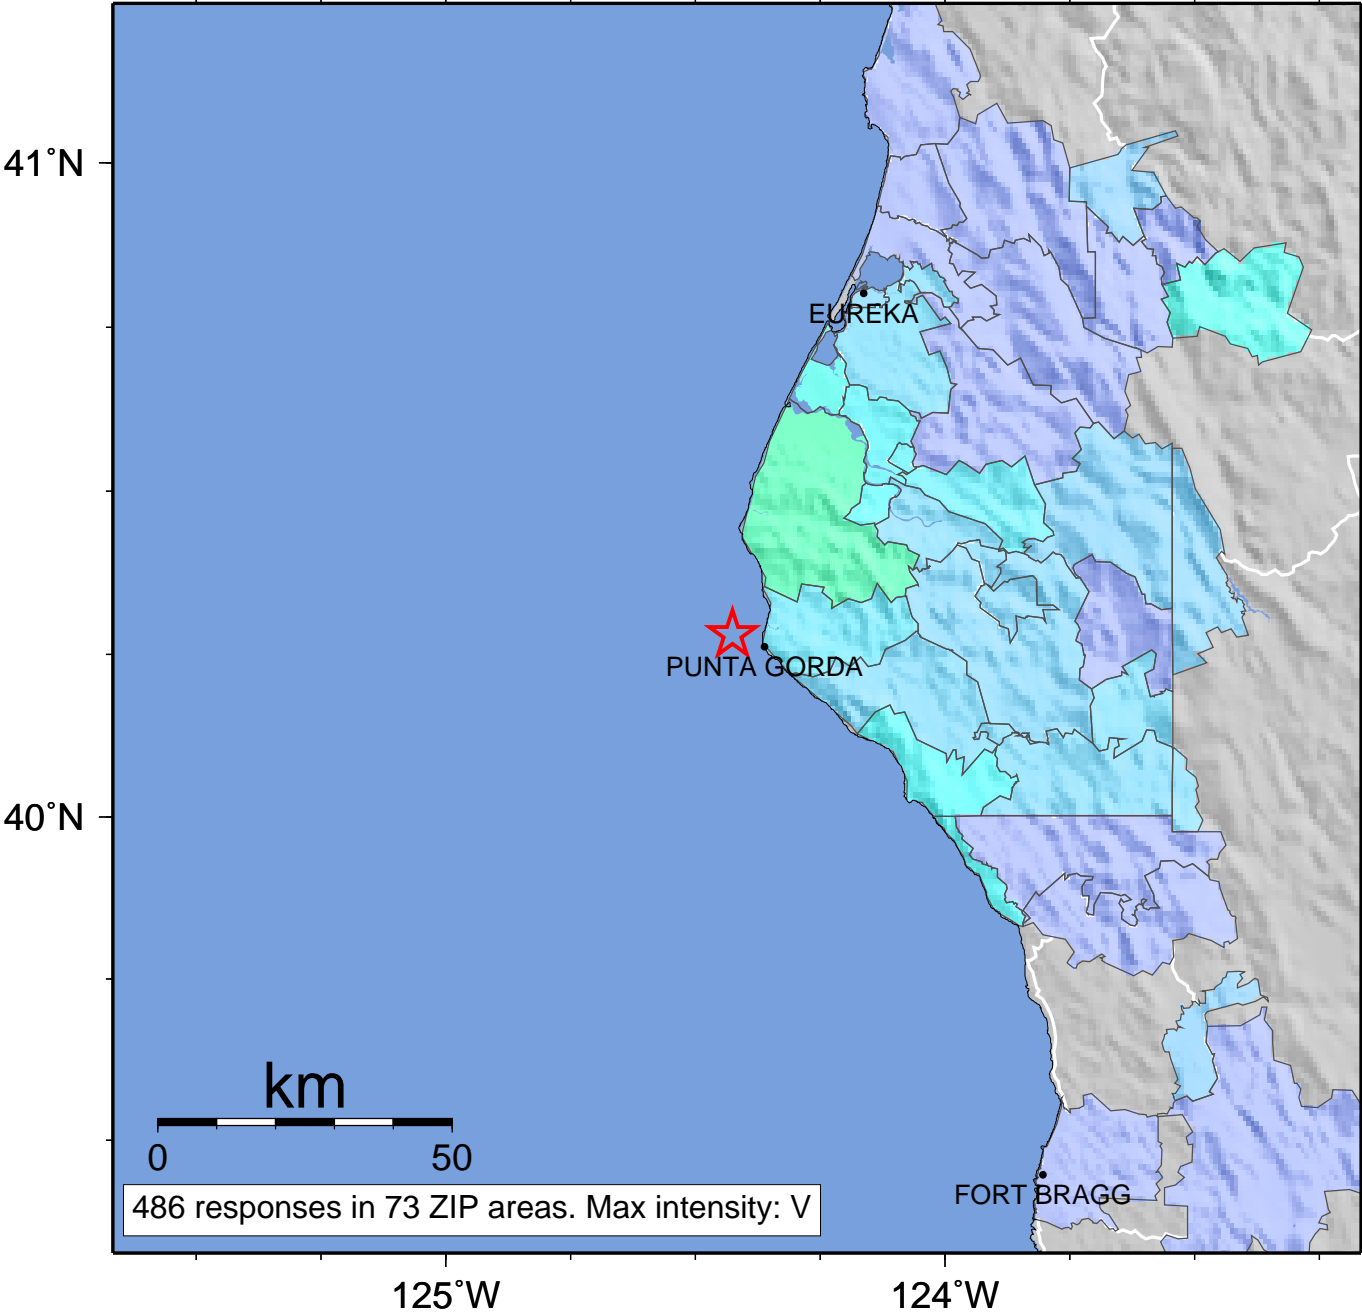 41°N
EUREKA
PUNTA GORDA
40°N
km
0 50
FORT BRAGG
486 responses in 73 ZIP areas. Max intensity: V
125°W 124°W